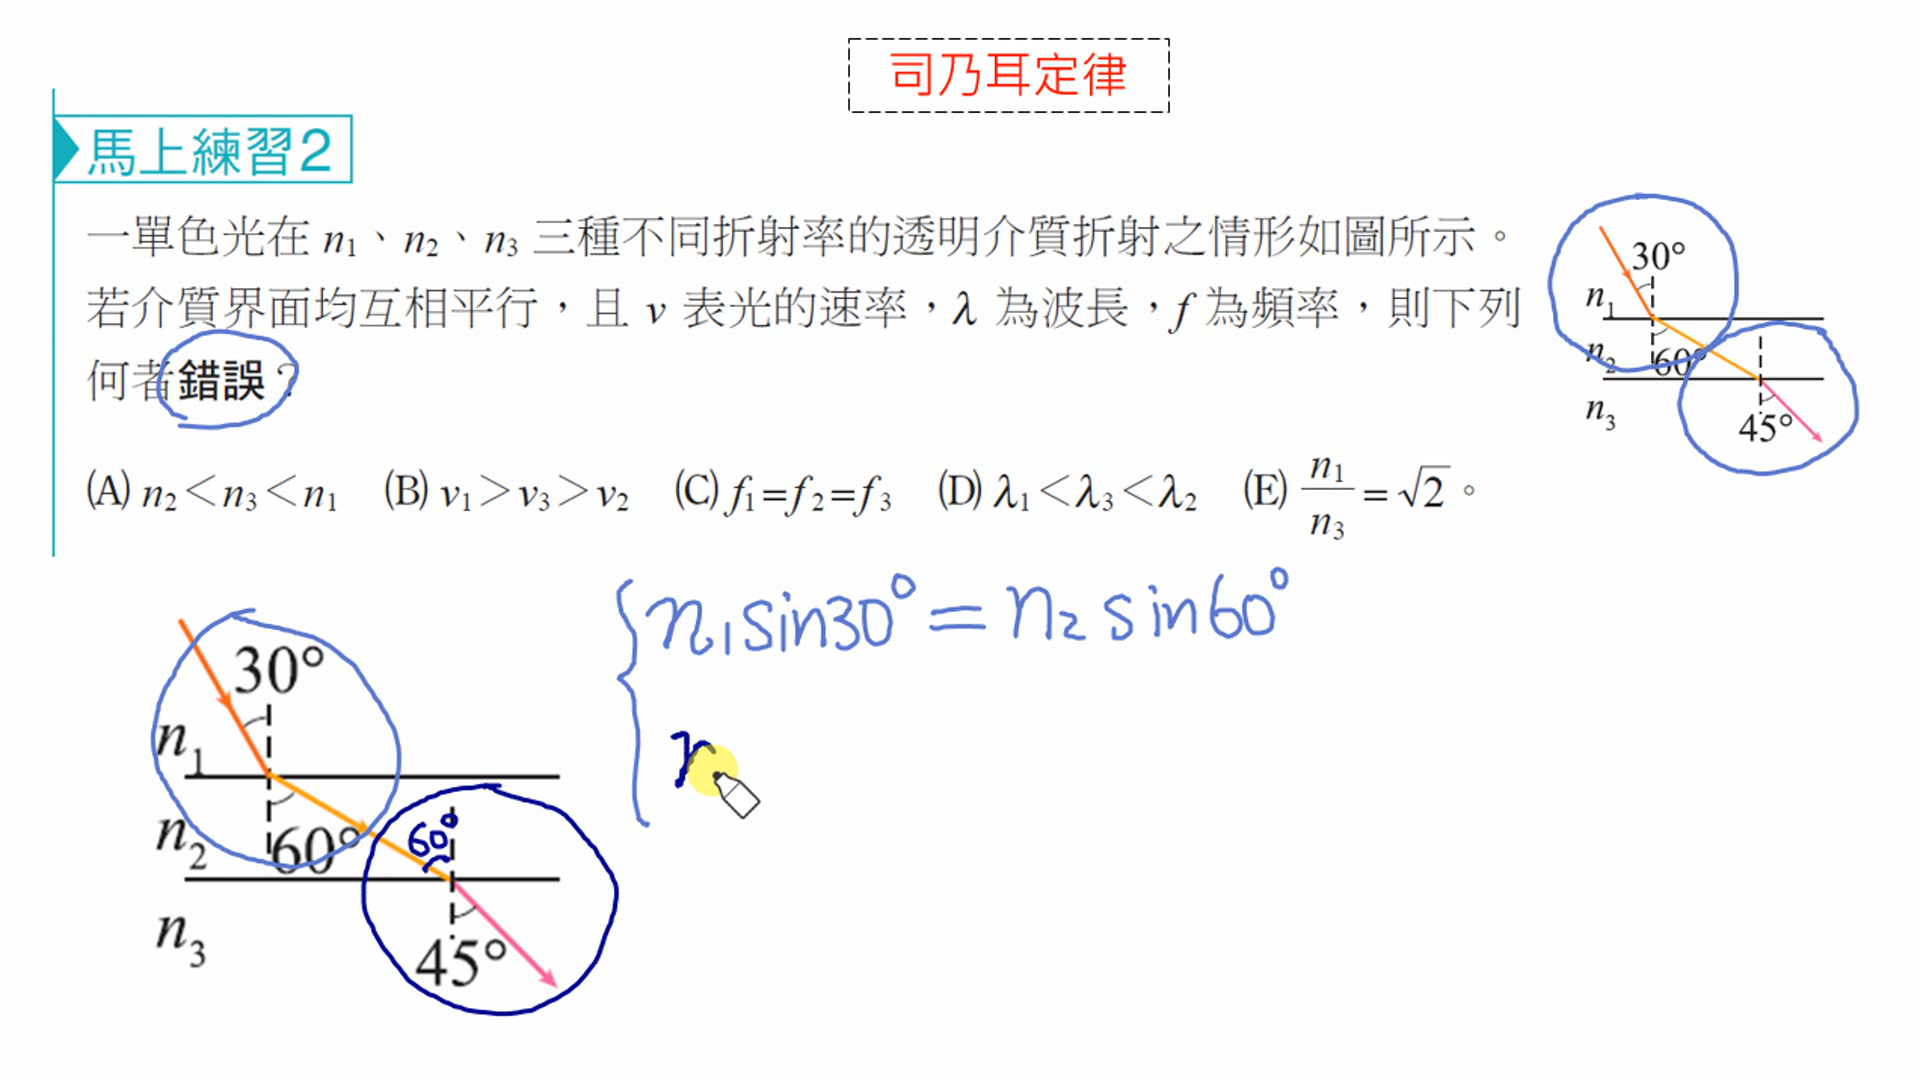 司乃耳定律
馬上練習2
一單色光在 n₁、n₂、n₃ 三種不同折射率的透明介質折射之情形如圖所示。
若介質界面均互相平行,且 v 表光的速率,λ 為波長,f 為頻率,則下列
何者錯誤?
(A) n₂<n₃<n₁ (B) v₁>v₃>v₂ (C) f₁=f₂=f₃ (D) λ₁<λ₃<λ₂ (E) n₁/n₃=√2。
30°
n₁
n₂
60°
n₃
45°
n₁sin30°=n₂sin60°
n
30°
n₁
60°
n₂
60°
n₃
45°